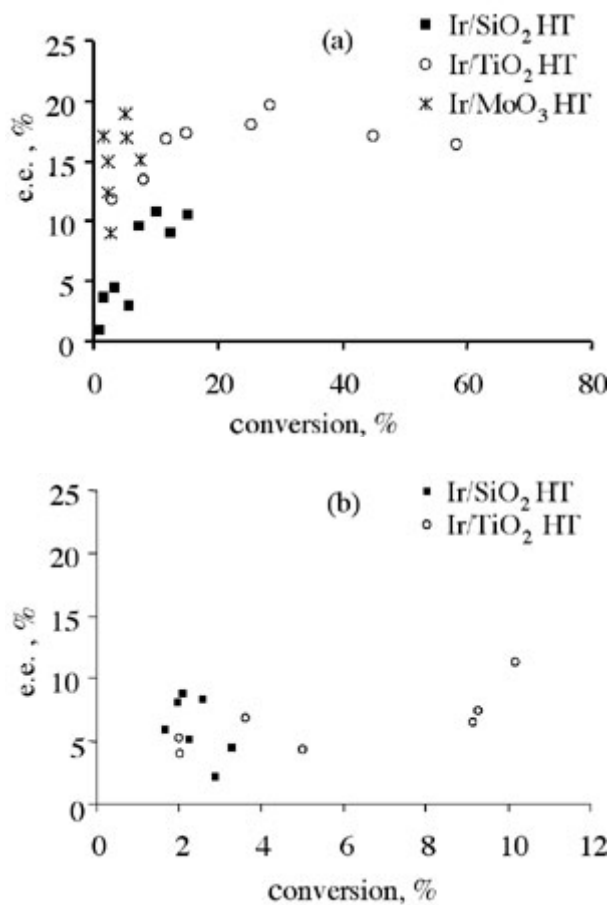 (a)
Ir/SiO₂ HT
Ir/TiO₂ HT
Ir/MoO₃ HT
25
20
15
10
5
0
e.e. , %
0 20 40 60 80
conversion, %
(b)
Ir/SiO₂ HT
Ir/TiO₂ HT
25
20
15
10
5
0
e.e. , %
0 2 4 6 8 10 12
conversion, %